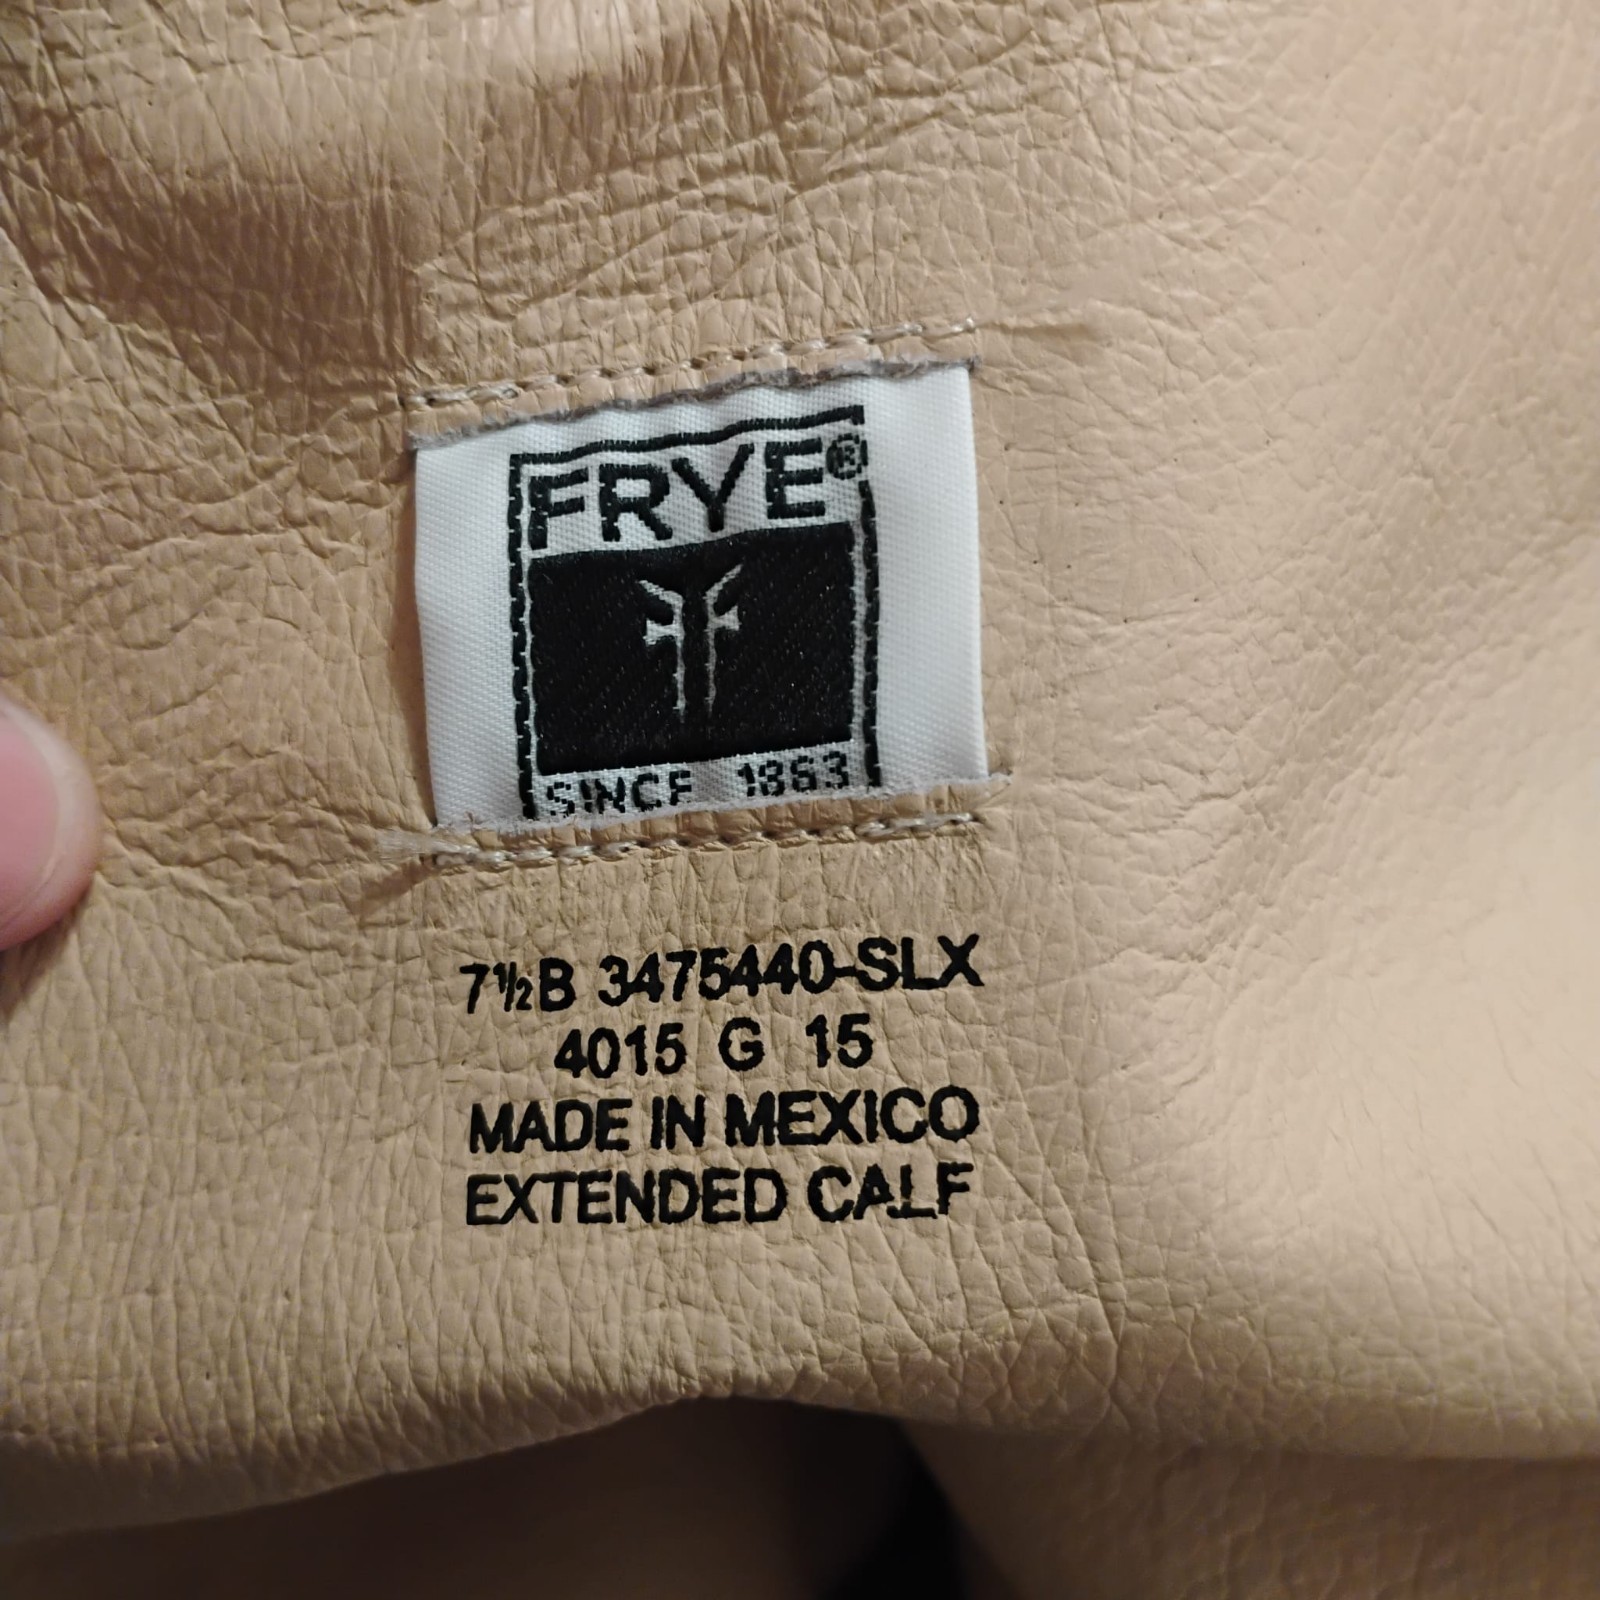 FRYE®
SINCE 1863
7½B 3475440-SLX
4015 G 15
MADE IN MEXICO
EXTENDED CALF